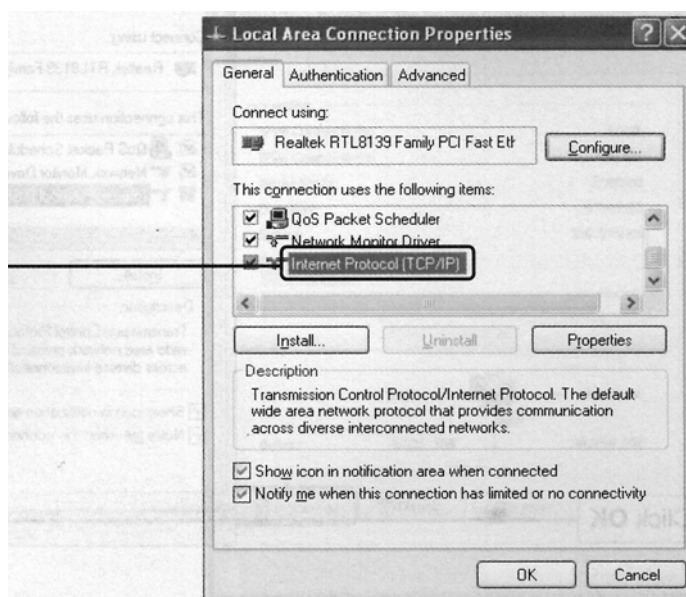 Local Area Connection Properties
General Authentication Advanced
Connect using:
Realtek RTL8139 Family PCI Fast Eth
Configure...
This connection uses the following items:
QoS Packet Scheduler
Network Monitor Driver
Internet Protocol (TCP/IP)
Install... Uninstall Properties
Description
Transmission Control Protocol/Internet Protocol. The default
wide area network protocol that provides communication
across diverse interconnected networks.
Show icon in notification area when connected
Notify me when this connection has limited or no connectivity
OK Cancel